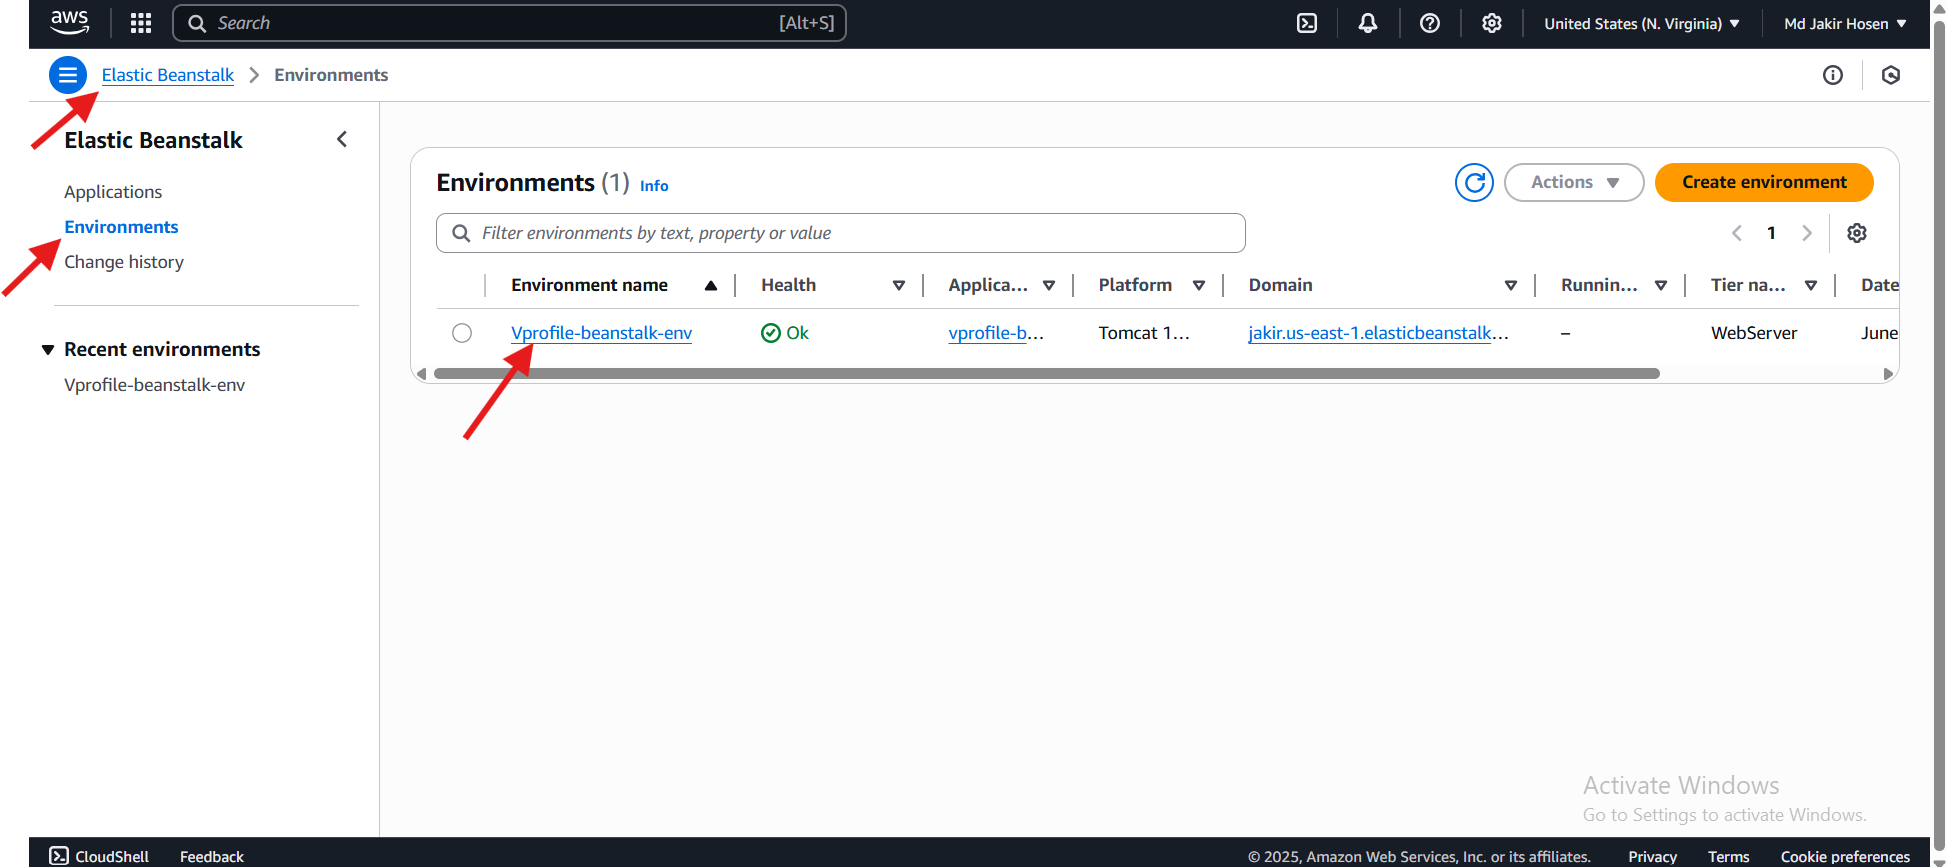 aws Search [Alt+S] United States (N. Virginia) Md Jakir Hosen
Elastic Beanstalk Environments
Elastic Beanstalk
Applications
Environments
Change history
Recent environments
Vprofile-beanstalk-env
Environments (1) Info
Actions
Create environment
Filter environments by text, property or value
1
Environment name Health Applica... Platform Domain Runnin... Tier na... Date
Vprofile-beanstalk-env Ok vprofile-b... Tomcat 1... jakir.us-east-1.elasticbeanstalk... – WebServer June
Activate Windows
Go to Settings to activate Windows.
CloudShell Feedback © 2025, Amazon Web Services, Inc. or its affiliates. Privacy Terms Cookie preferences